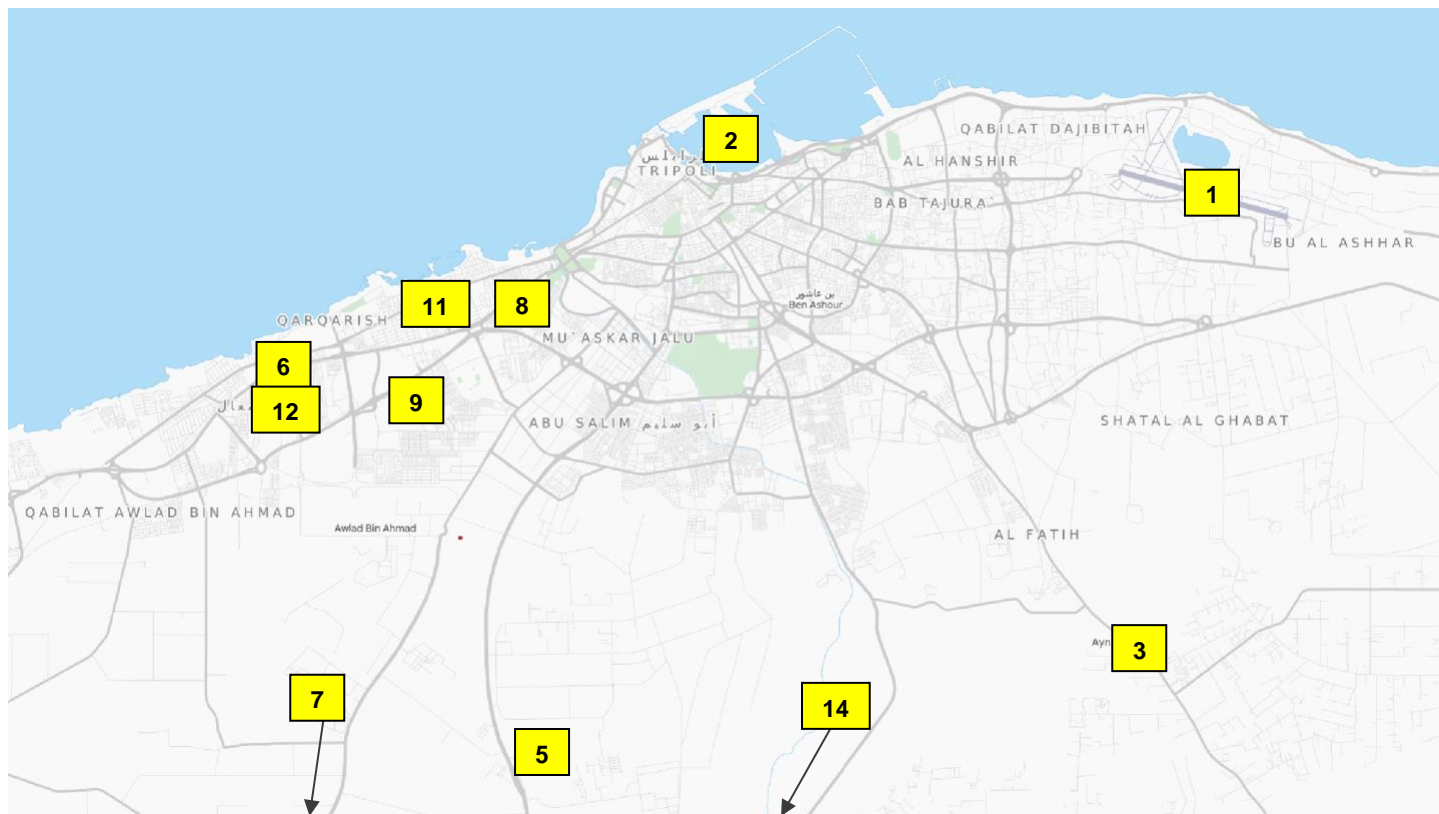 QABILAT DAJIBITAH
2
طرابلس
TRIPOLI
AL HANSHIR
1
BAB TAJURA`
BU AL ASHHAR
11
8
بن عاشور
Ben Ashour
QARQARISH
MU`ASKAR JALU
6
12
9
ABU SALIM أبو سليم
SHATAL AL GHABAT
QABILAT AWLAD BIN AHMAD
Awlad Bin Ahmad
AL FATIH
3
7
14
5